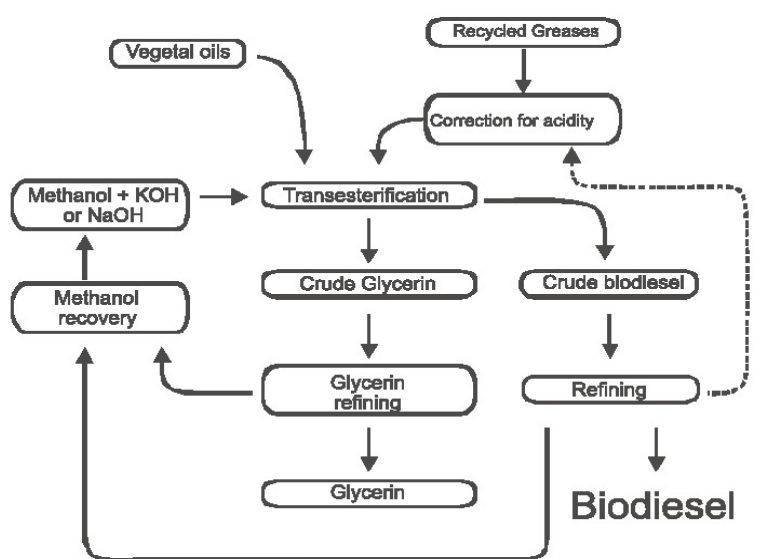 Recycled Greases
Vegetal oils
Correction for acidity
Methanol + KOH
or NaOH
Transesterification
Methanol
recovery
Crude Glycerin
Crude biodiesel
Glycerin
refining
Refining
Glycerin
Biodiesel